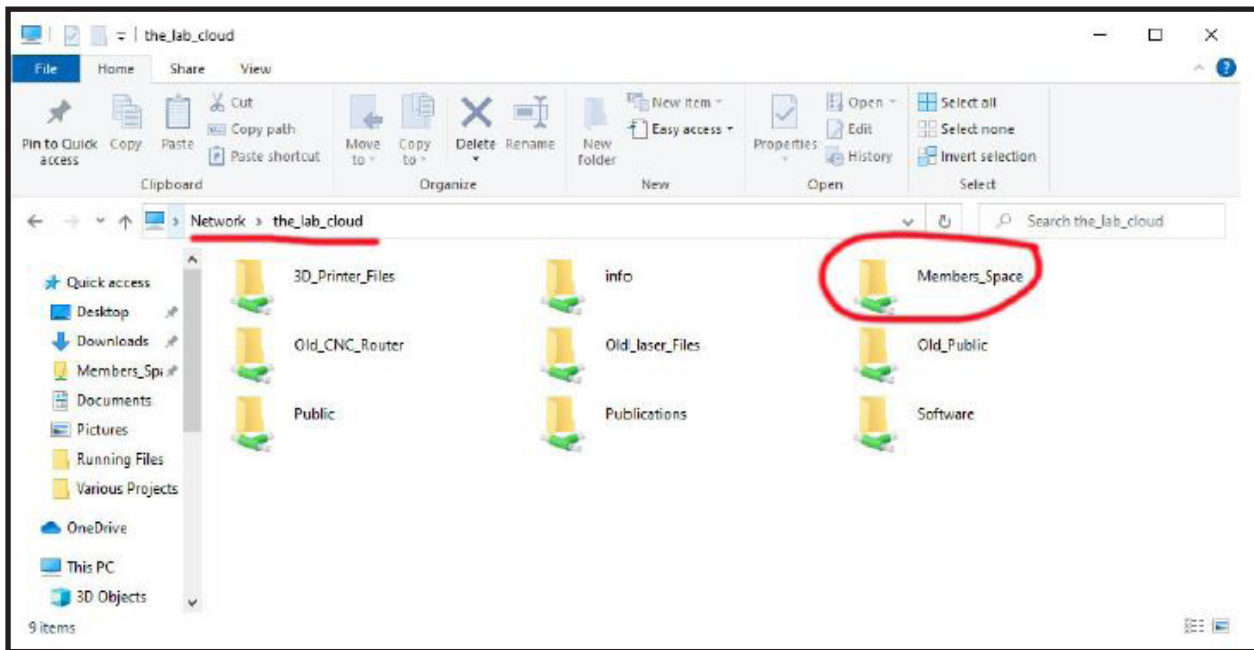 the_lab_cloud
File Home Share View
Pin to Quick access
Copy
Paste
Cut
Copy path
Paste shortcut
Clipboard
Move to
Copy to
Delete
Rename
Organize
New folder
New item
Easy access
New
Properties
Open
Edit
History
Open
Select all
Select none
Invert selection
Select
Network > the_lab_cloud
Search the_lab_cloud
Quick access
Desktop
Downloads
Members_Spa
Documents
Pictures
Running Files
Various Projects
OneDrive
This PC
3D Objects
3D_Printer_Files
info
Members_Space
Old_CNC_Router
Old_laser_Files
Old_Public
Public
Publications
Software
9 items